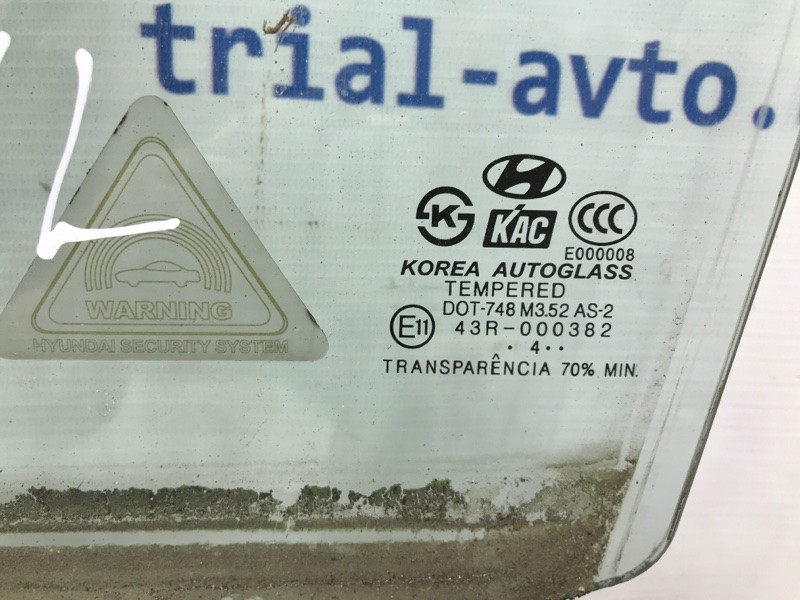 trial-avto.
L
WARNING
HYUNDAI SECURITY SYSTEM
KAC
CCC
E000008
KOREA AUTOGLASS
TEMPERED
DOT-748 M3.52 AS-2
E11 43R-000382
· 4 · ·
TRANSPARÊNCIA 70% MIN.